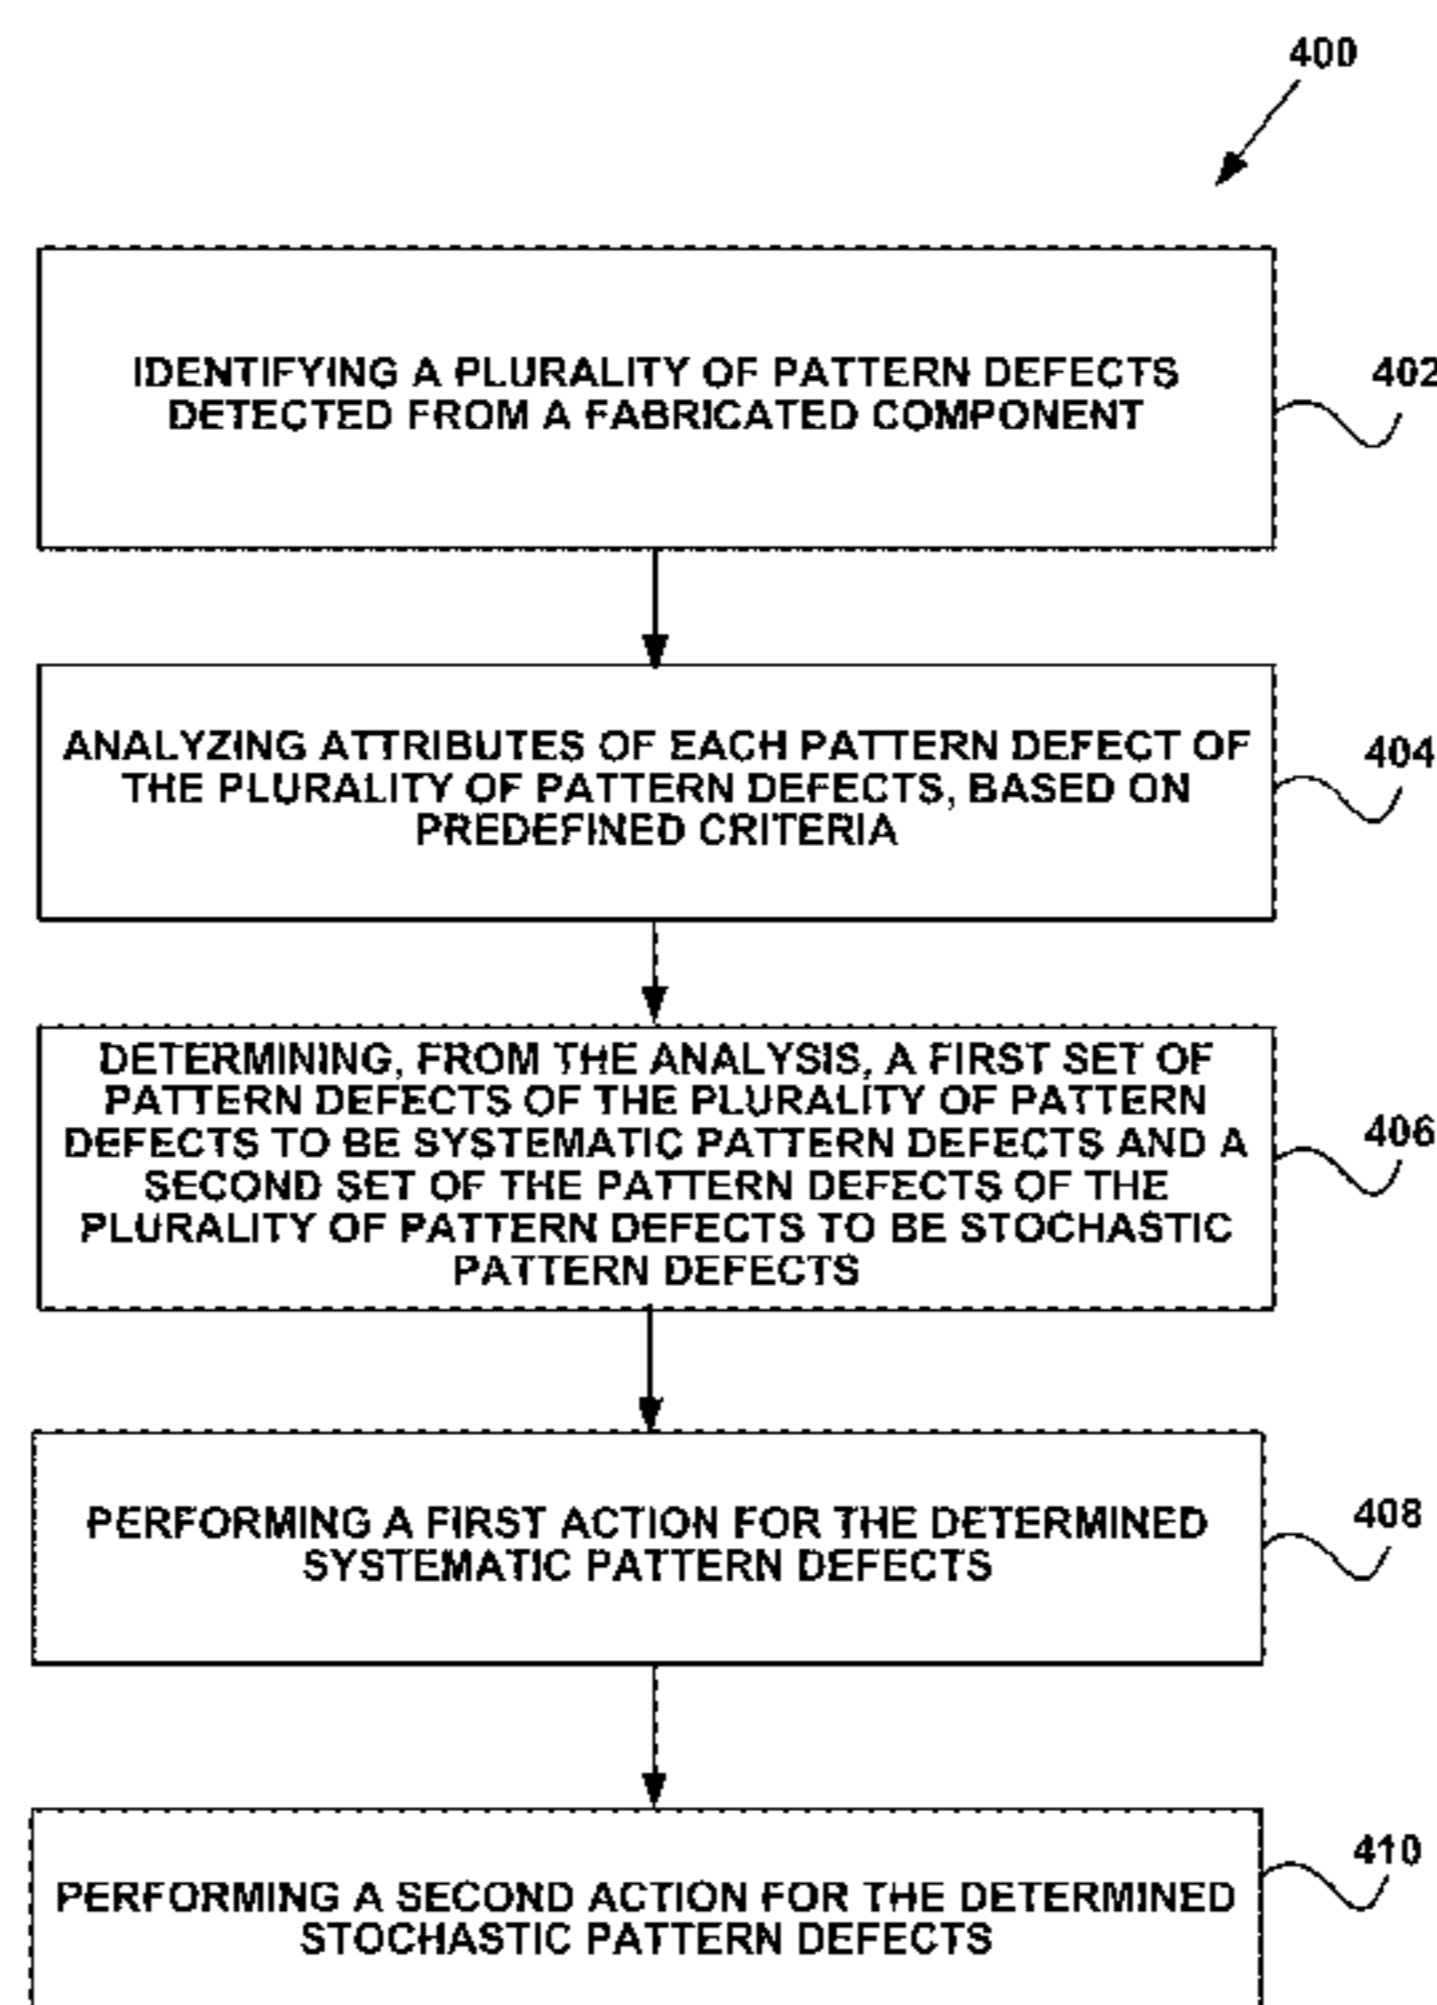 400
IDENTIFYING A PLURALITY OF PATTERN DEFECTS
DETECTED FROM A FABRICATED COMPONENT
402
ANALYZING ATTRIBUTES OF EACH PATTERN DEFECT OF
THE PLURALITY OF PATTERN DEFECTS, BASED ON
PREDEFINED CRITERIA
404
DETERMINING, FROM THE ANALYSIS, A FIRST SET OF
PATTERN DEFECTS OF THE PLURALITY OF PATTERN
DEFECTS TO BE SYSTEMATIC PATTERN DEFECTS AND A
SECOND SET OF THE PATTERN DEFECTS OF THE
PLURALITY OF PATTERN DEFECTS TO BE STOCHASTIC
PATTERN DEFECTS
406
PERFORMING A FIRST ACTION FOR THE DETERMINED
SYSTEMATIC PATTERN DEFECTS
408
PERFORMING A SECOND ACTION FOR THE DETERMINED
STOCHASTIC PATTERN DEFECTS
410